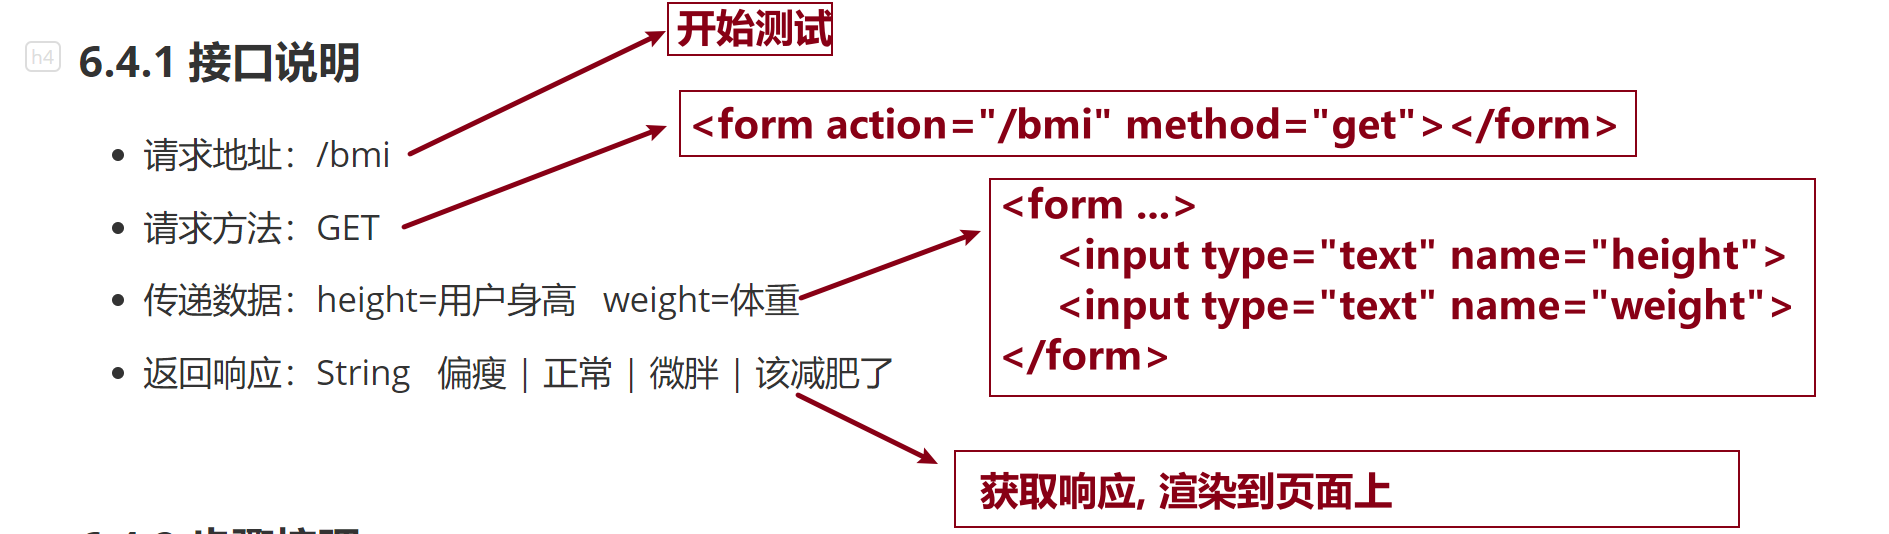 开始测试
h4
6.4.1 接口说明
<form action="/bmi" method="get"></form>
请求地址：/bmi
<form ...>
请求方法：GET
<input type="text" name="height">
传递数据：height=用户身高 weight=体重
<input type="text" name="weight">
</form>
返回响应：String 偏瘦 | 正常 | 微胖 | 该减肥了
获取响应, 渲染到页面上